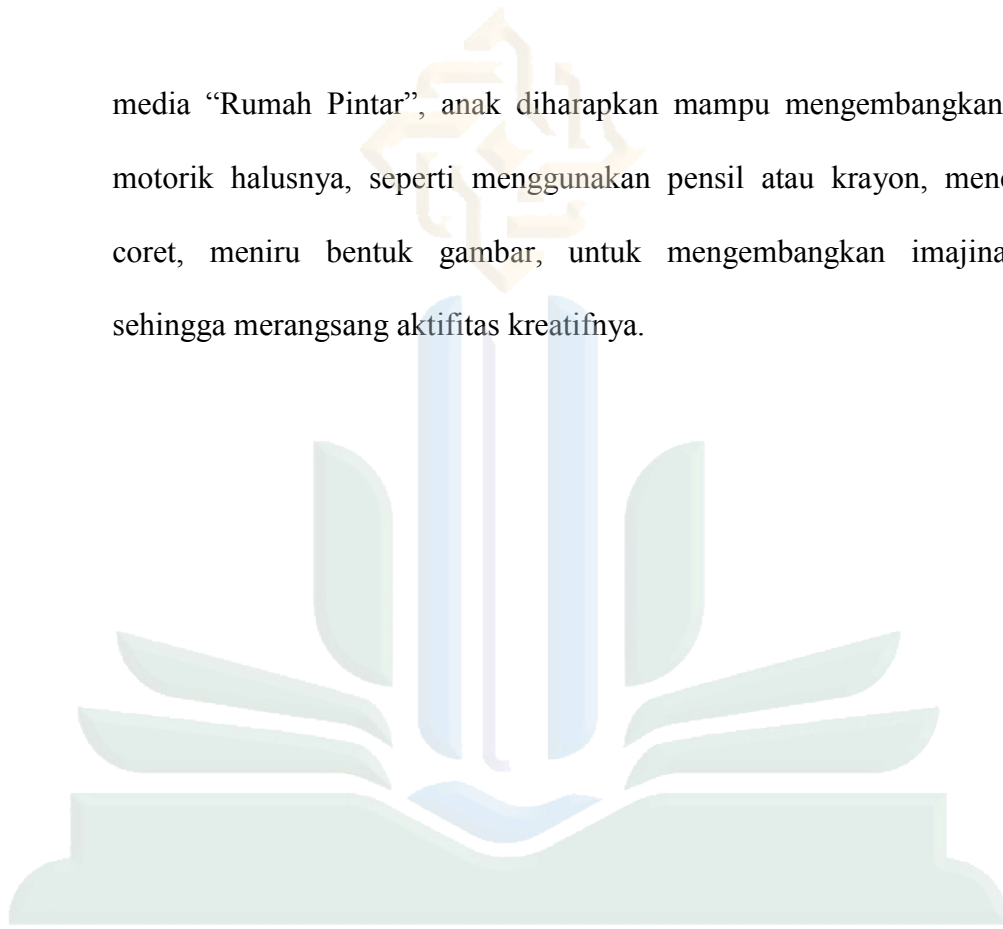 media “Rumah Pintar”, anak diharapkan mampu mengembangkan
motorik halusnya, seperti menggunakan pensil atau krayon,
coret, meniru bentuk gambar, untuk mengembangkan
sehingga merangsang aktifitas kreatifnya.